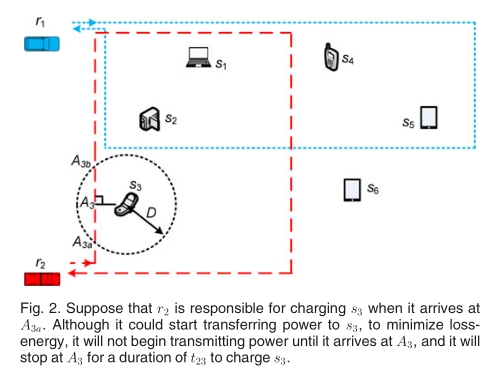 r1
s1
s4
s2
s5
A3b
s3
A3
D
s6
A3a
r2
Fig. 2. Suppose that r2 is responsible for charging s3 when it arrives at
A3a. Although it could start transferring power to s3, to minimize loss-
energy, it will not begin transmitting power until it arrives at A3, and it will
stop at A3 for a duration of t23 to charge s3.